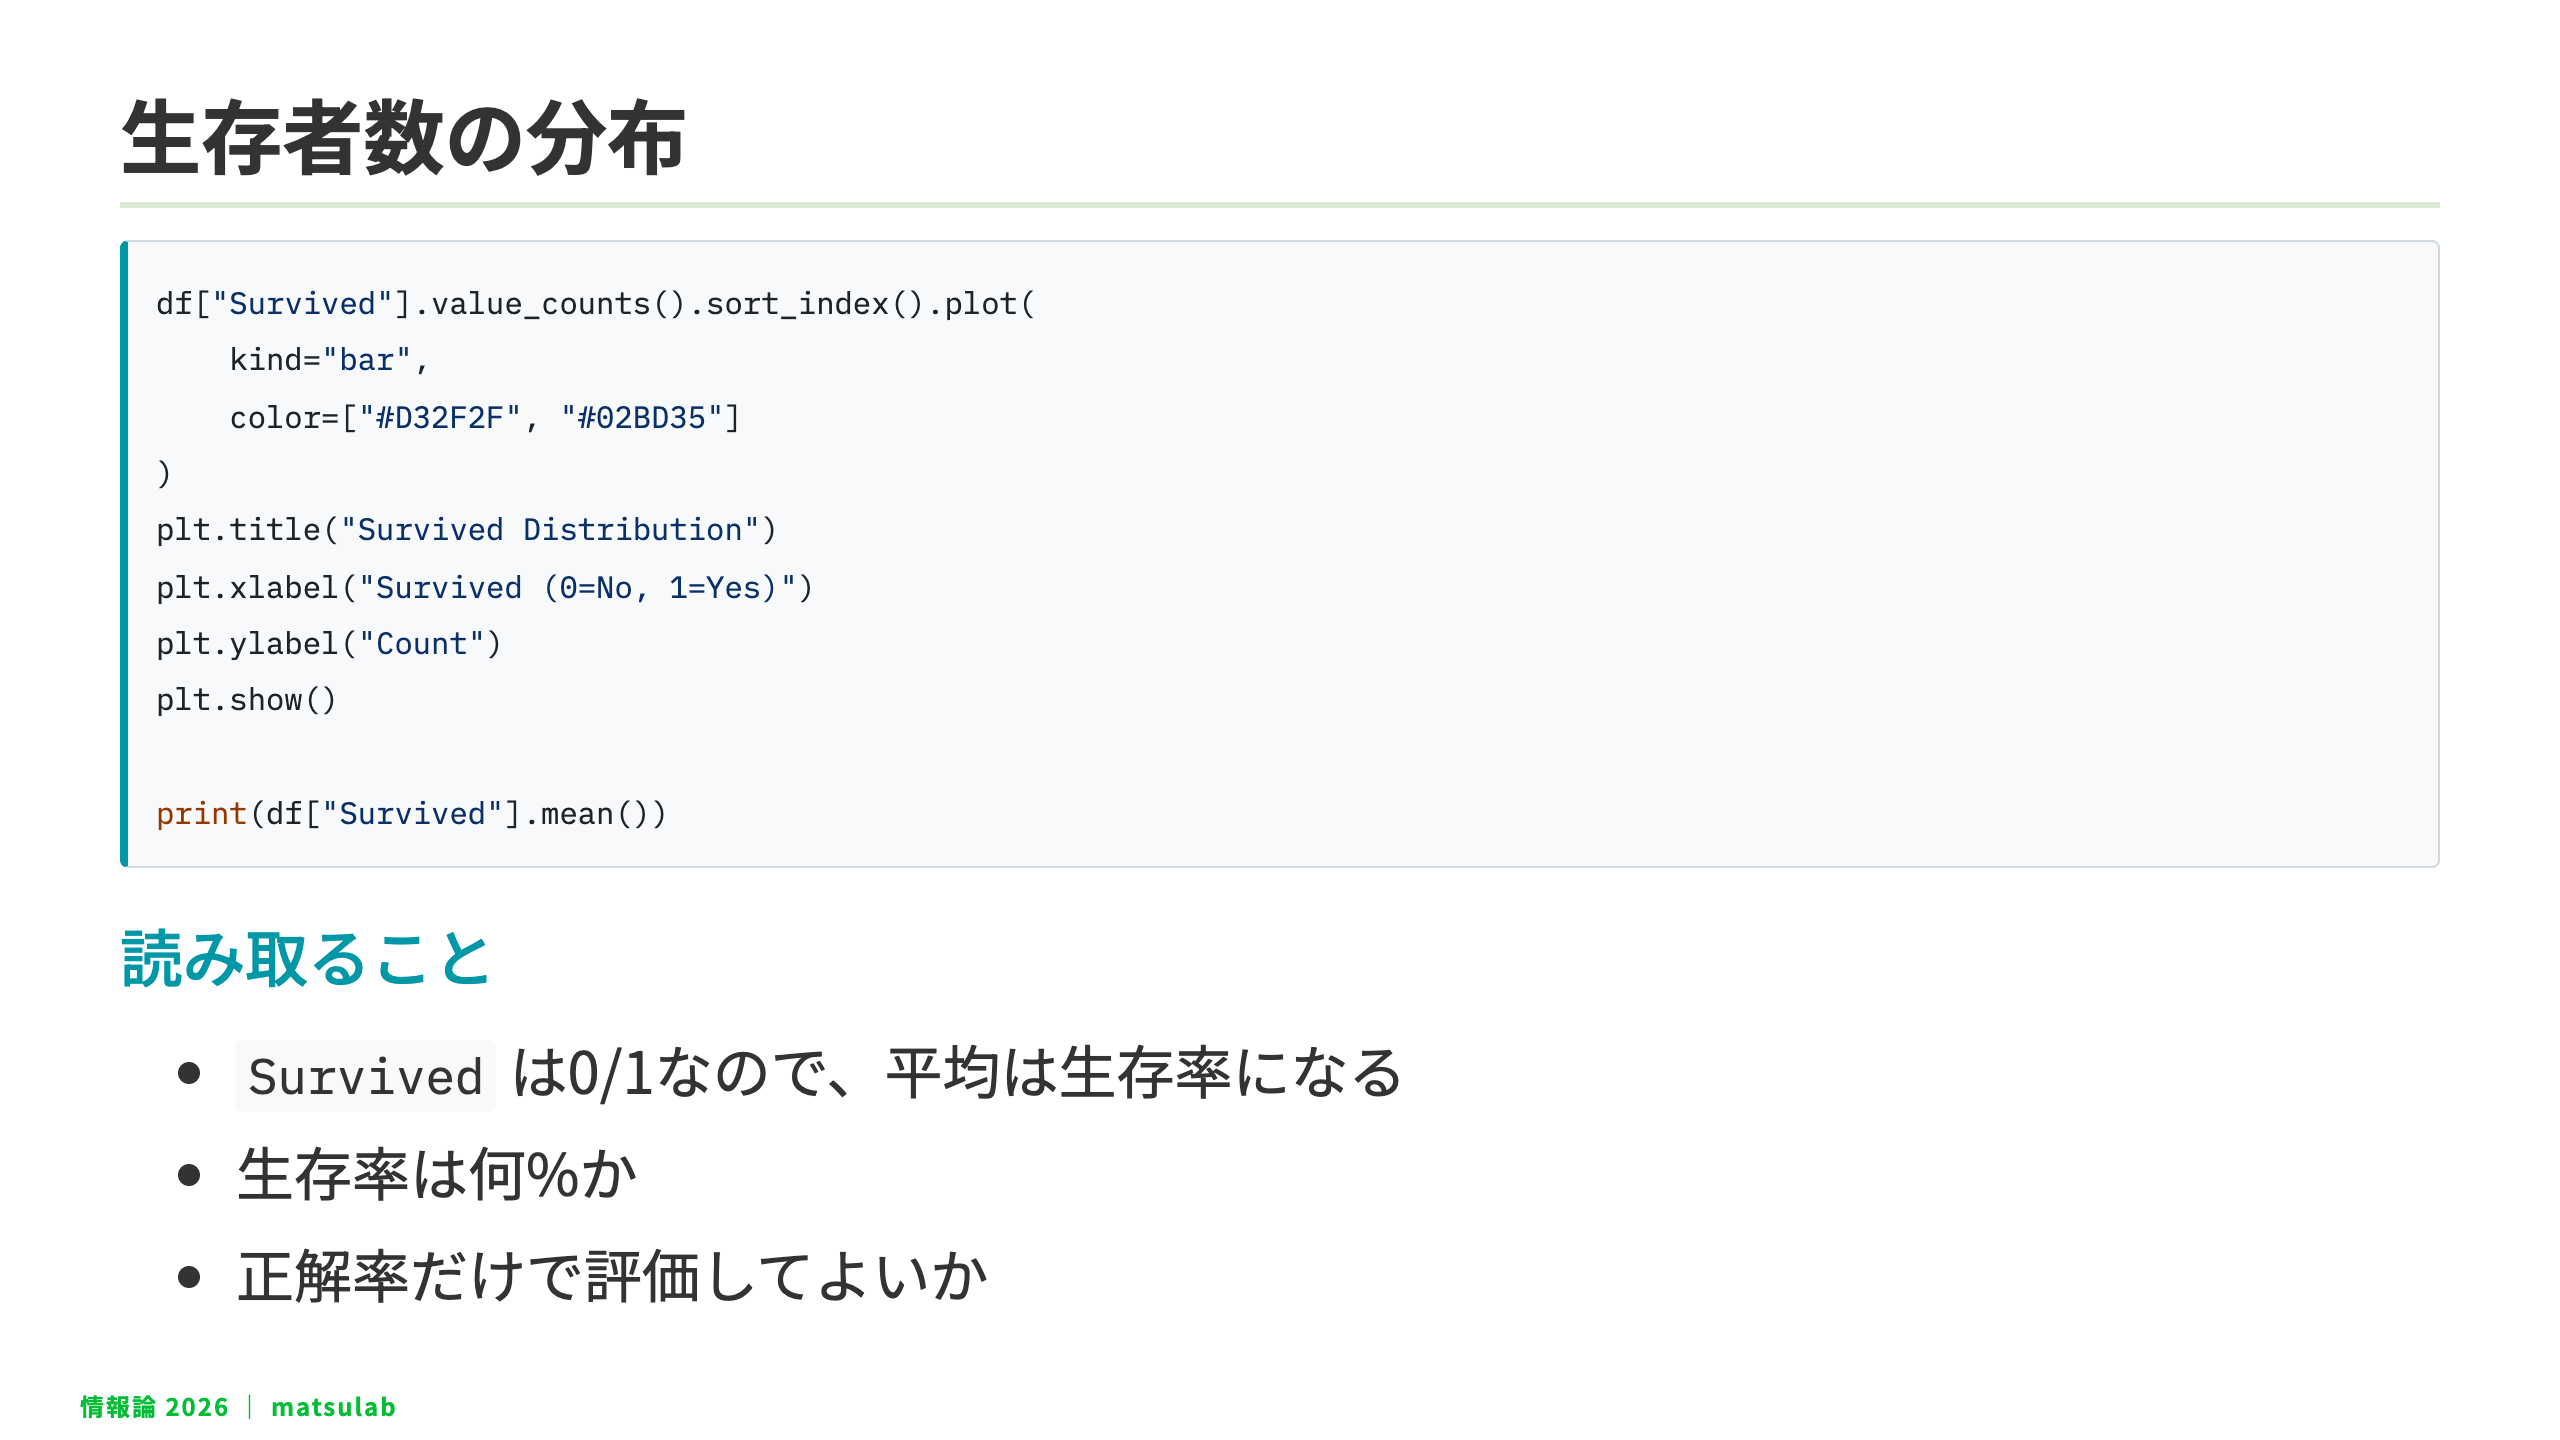 生存者数の分布
df["Survived"].value_counts().sort_index().plot(
    kind="bar",
    color=["#D32F2F", "#02BD35"]
)
plt.title("Survived Distribution")
plt.xlabel("Survived (0=No, 1=Yes)")
plt.ylabel("Count")
plt.show()
print(df["Survived"].mean())
読み取ること
• Survived は0/1なので、平均は生存率になる
• 生存率は何%か
• 正解率だけで評価してよいか
情報論 2026 ｜ matsulab